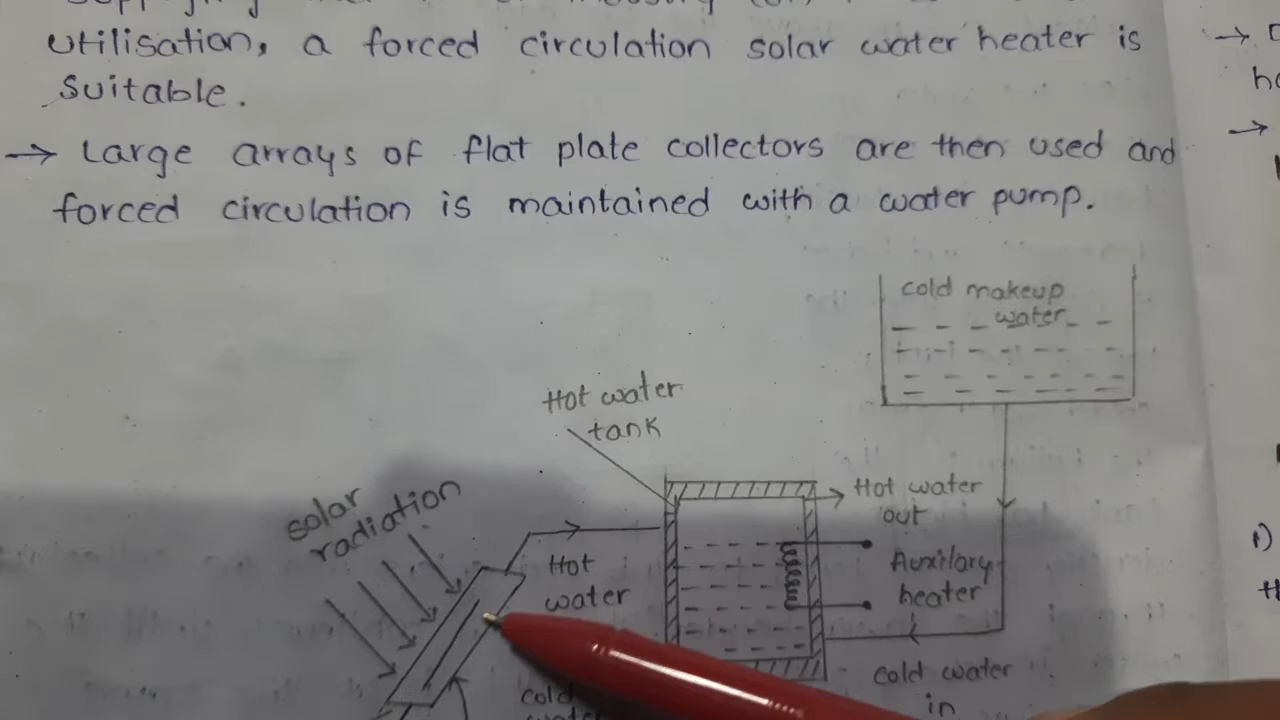 utilisation, a forced circulation solar water heater is
suitable.
→ Large arrays of flat plate collectors are then used and
forced circulation is maintained with a water pump.
cold makeup
water
Hot water
tank
solar
radiation
Hot water
out
Hot
water
Auxilary
heater
cold water
in
cold
1)